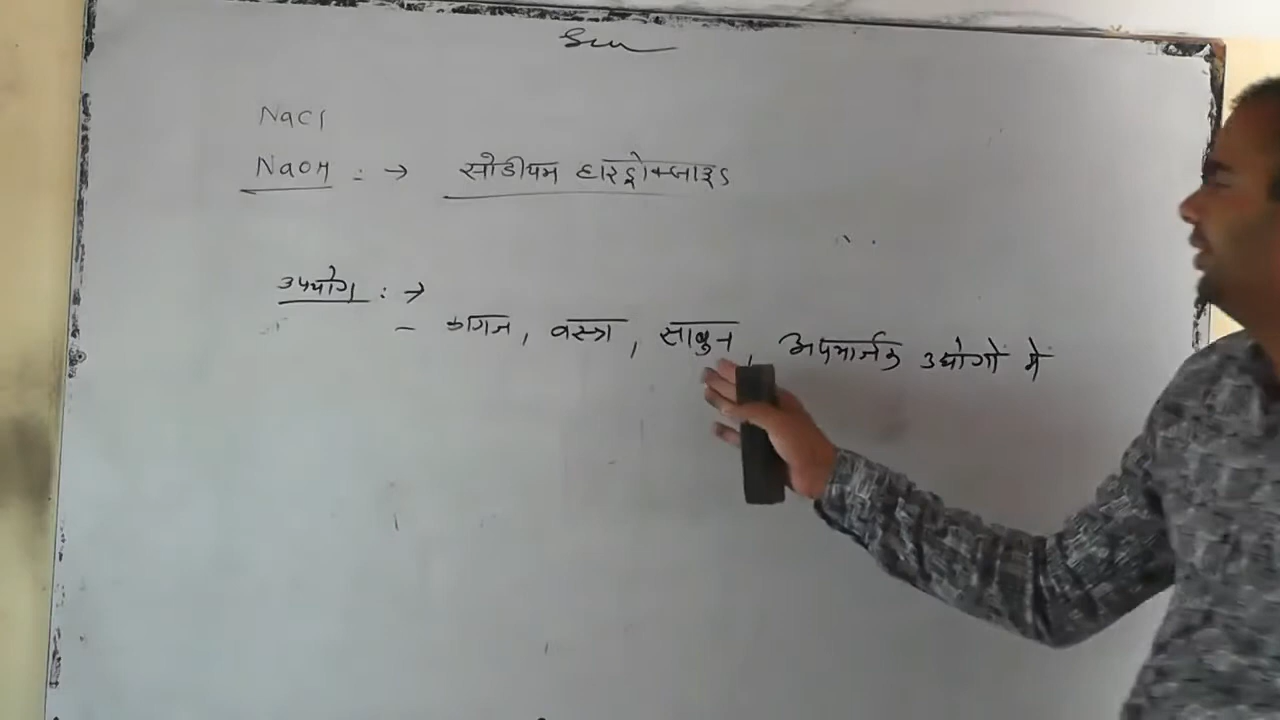 NaCl
NaOH :→ सोडीयम हाइड्रोक्साइड
उपयोग :→
- कागज, वस्त्र, साबुन, अपमार्जक उद्योगों में